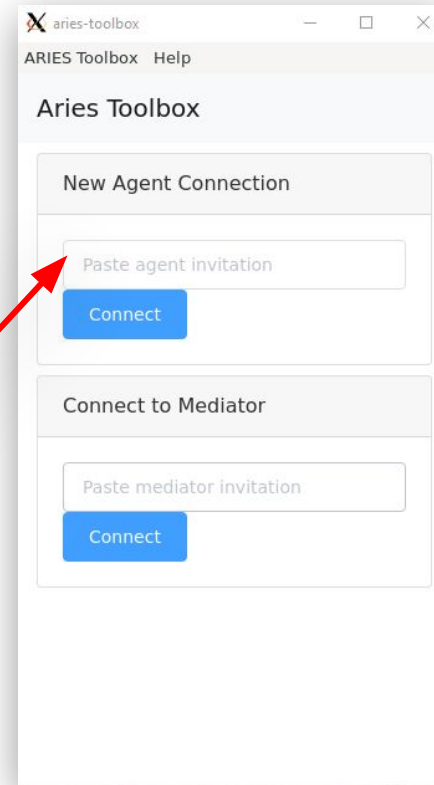 aries-toolbox
ARIES Toolbox Help
Aries Toolbox
New Agent Connection
Paste agent invitation
Connect
Connect to Mediator
Paste mediator invitation
Connect